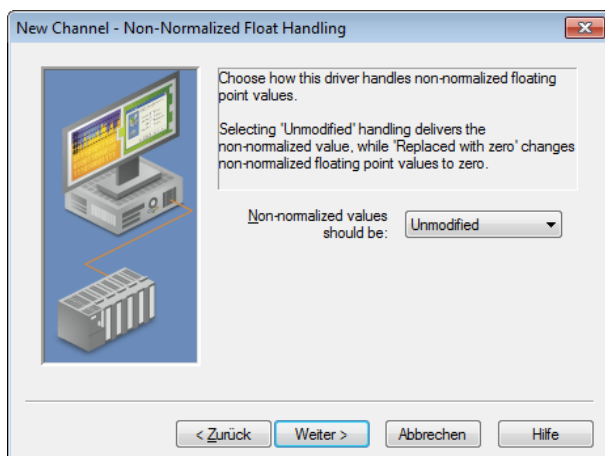 New Channel - Non-Normalized Float Handling
Choose how this driver handles non-normalized floating
point values.
Selecting 'Unmodified' handling delivers the
non-normalized value, while 'Replaced with zero' changes
non-normalized floating point values to zero.
Non-normalized values
should be:
Unmodified
< Zurück
Weiter >
Abbrechen
Hilfe